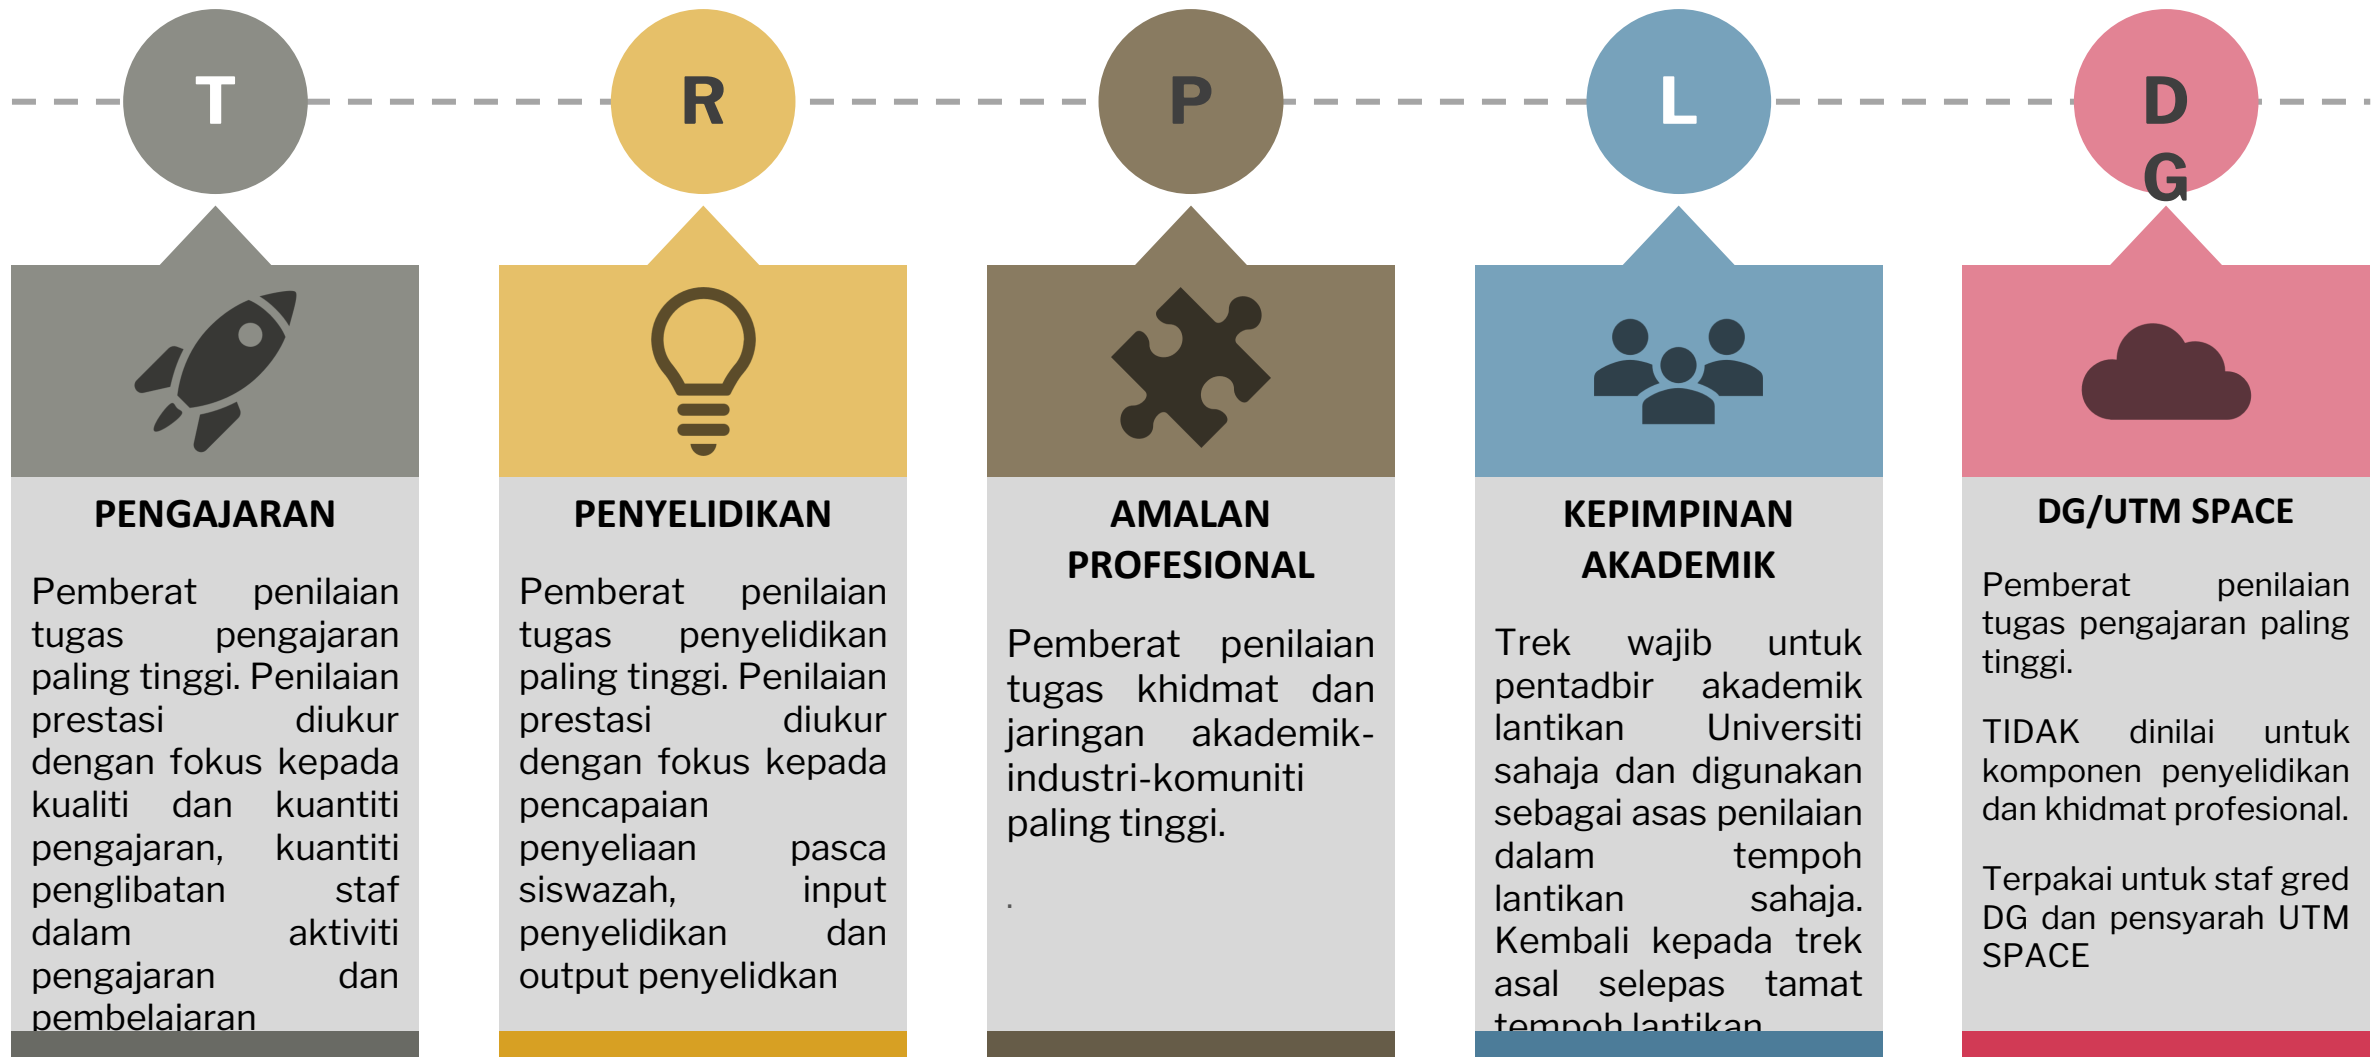 T
PENGAJARAN
Pemberat penilaian
tugas pengajaran
paling tinggi. Penilaian
prestasi diukur
dengan fokus kepada
kualiti dan kuantiti
pengajaran, kuantiti
penglibatan staf
dalam aktiviti
pengajaran dan
pembelajaran
R
PENYELIDIKAN
Pemberat penilaian
tugas penyelidikan
paling tinggi. Penilaian
prestasi diukur
dengan fokus kepada
pencapaian
penyeliaan pasca
siswazah, input
penyelidikan dan
output penyelidkan
P
AMALAN
PROFESIONAL
Pemberat penilaian
tugas khidmat dan
jaringan akademik-
industri-komuniti
paling tinggi.
.
L
KEPIMPINAN
AKADEMIK
Trek wajib untuk
pentadbir akademik
lantikan Universiti
sahaja dan digunakan
sebagai asas penilaian
dalam tempoh
lantikan sahaja.
Kembali kepada trek
asal selepas tamat
tempoh lantikan
D
G
DG/UTM SPACE
Pemberat penilaian
tugas pengajaran paling
tinggi.
TIDAK dinilai untuk
komponen penyelidikan
dan khidmat profesional.
Terpakai untuk staf gred
DG dan pensyarah UTM
SPACE